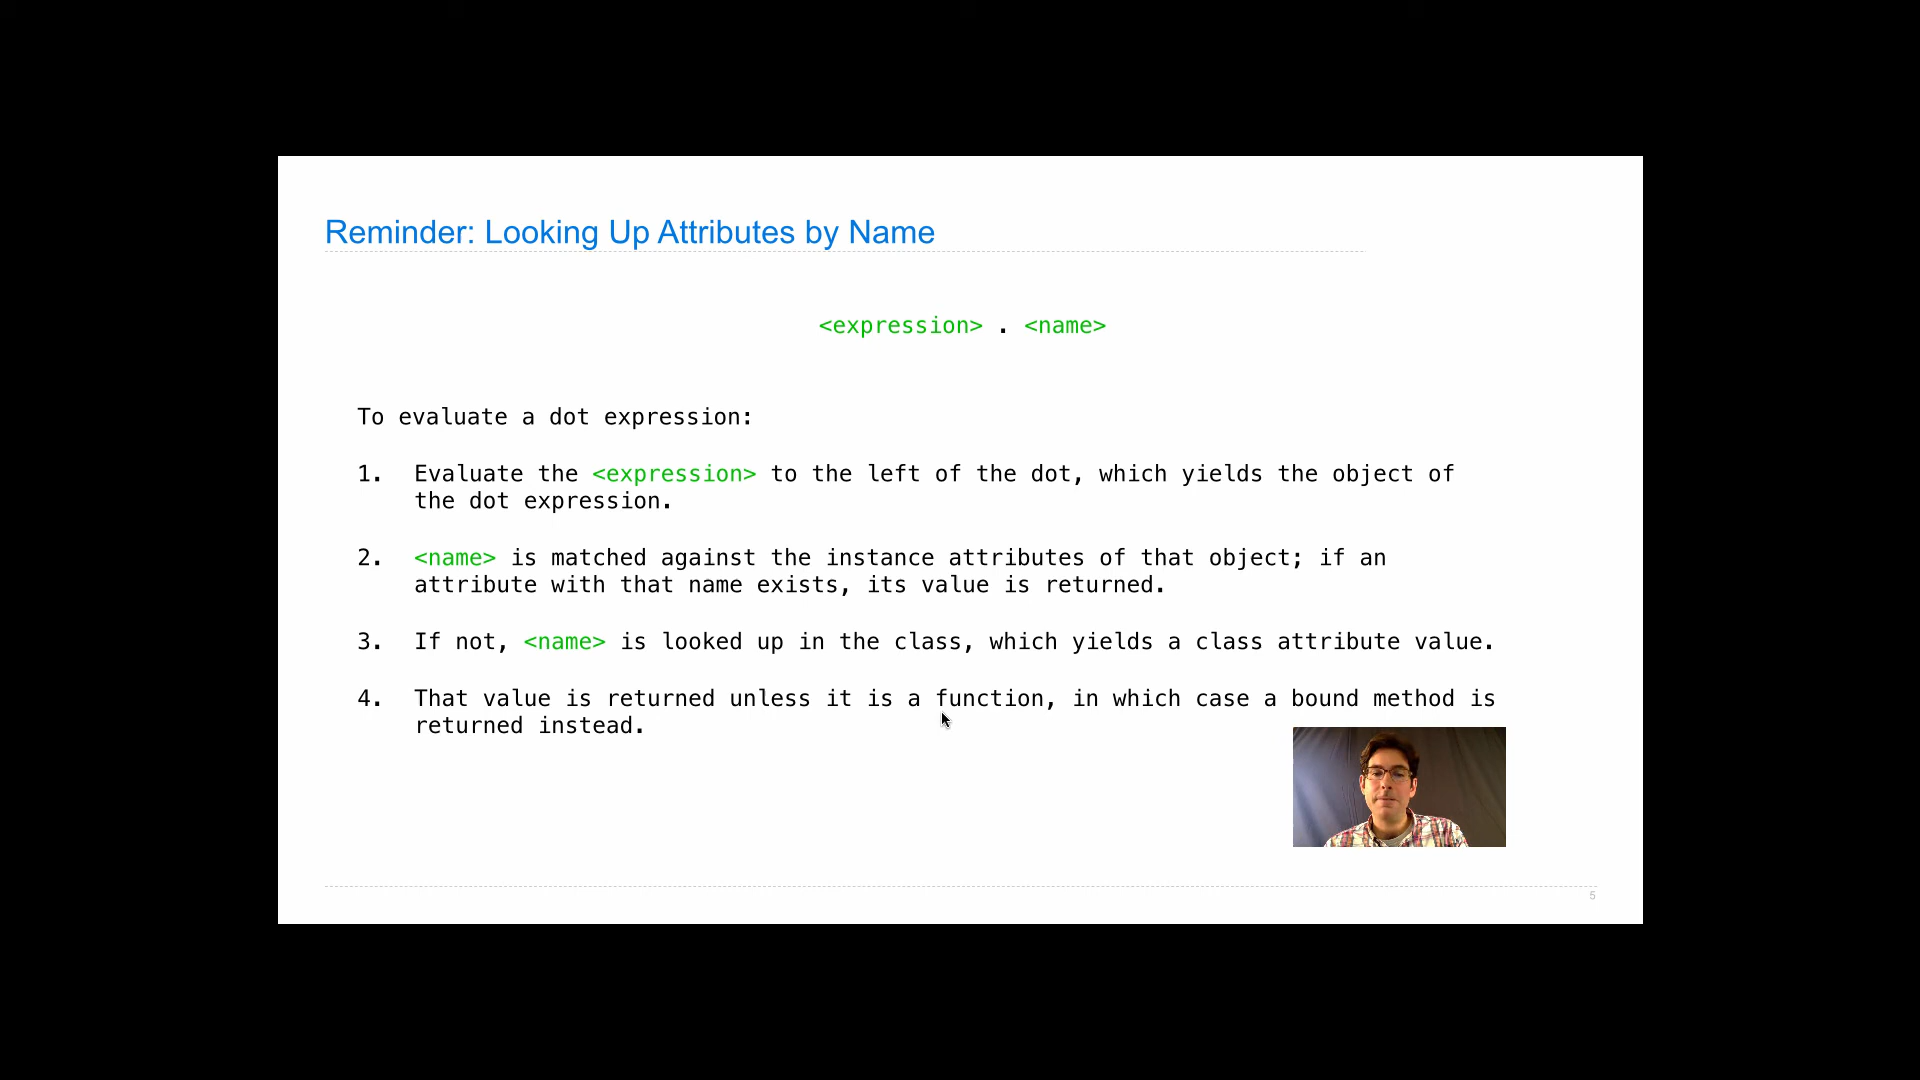 Reminder: Looking Up Attributes by Name
<expression> . <name>
To evaluate a dot expression:
1. Evaluate the <expression> to the left of the dot, which yields the object of
the dot expression.
2. <name> is matched against the instance attributes of that object; if an
attribute with that name exists, its value is returned.
3. If not, <name> is looked up in the class, which yields a class attribute value.
4. That value is returned unless it is a function, in which case a bound method is
returned instead.
5